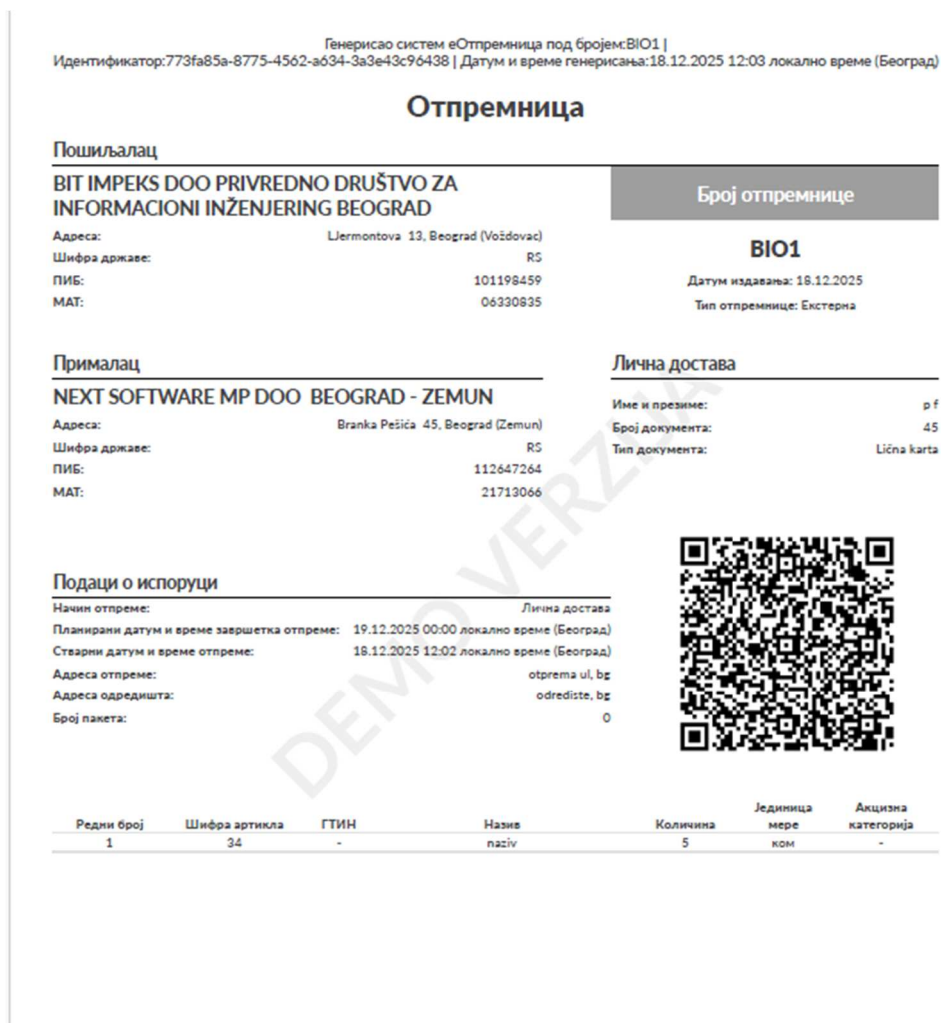 Генерисао систем еОтпремница под бројем:BIO1 |
Идентификатор:773fa85a-8775-4562-a634-3a3e43c96438 | Датум и време генерисања:18.12.2025 12:03 локално време (Београд)
Отпремница
Пошиљалац
BIT IMPEKS DOO PRIVREDNO DRUŠTVO ZA
INFORMACIONI INŽENJERING BEOGRAD
Адреса: LJermontova 13, Beograd (Voždovac)
Шифра државе: RS
ПИБ: 101198459
МАТ: 06330835
Број отпремнице
BIO1
Датум издавања: 18.12.2025
Тип отпремнице: Екстерна
Прималац
NEXT SOFTWARE MP DOO BEOGRAD - ZEMUN
Адреса: Branka Pešića 45, Beograd (Zemun)
Шифра државе: RS
ПИБ: 112647264
МАТ: 21713066
Лична достава
Име и презиме: p f
Број документа: 45
Тип документа: Lična karta
Подаци о испоруци
Начин отпреме: Лична достава
Планирани датум и време завршетка отпреме: 19.12.2025 00:00 локално време (Београд)
Стварни датум и време отпреме: 18.12.2025 12:02 локално време (Београд)
Адреса отпреме: otprema ul, bg
Адреса одредишта: odrediste, bg
Број пакета: 0
DEMO VERZIJA
Редни број Шифра артикла ГТИН Назив Количина Јединица мере Акцизна категорија
1 34 - naziv 5 ком -